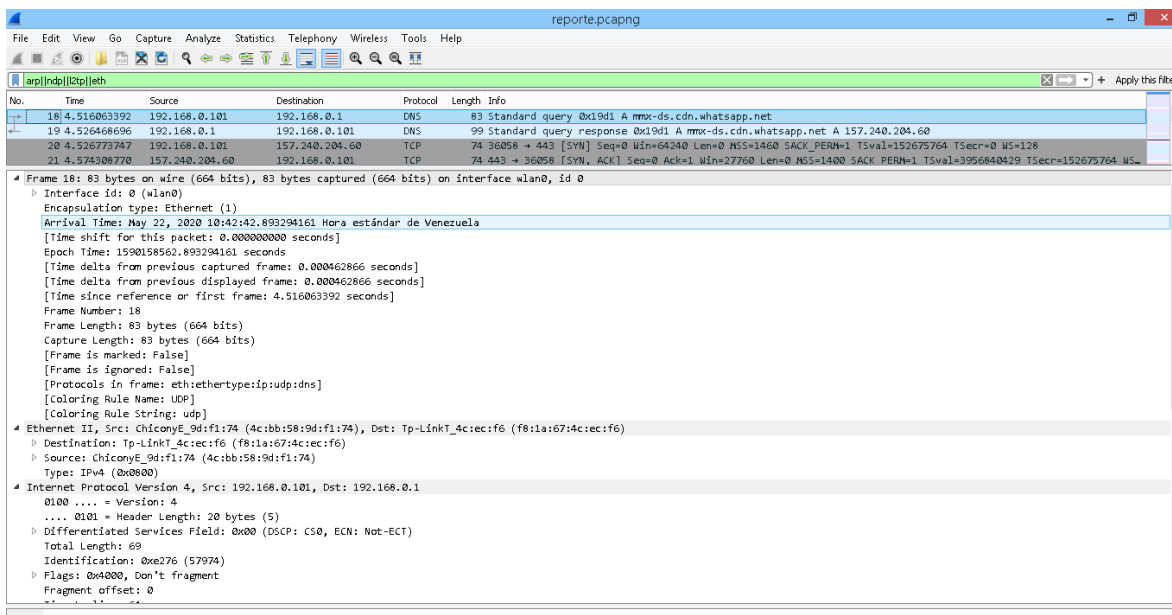 reporte.pcapng
File Edit View Go Capture Analyze Statistics Telephony Wireless Tools Help
arp||ndp||l2tp||eth + Apply this filte
No. Time Source Destination Protocol Length Info
18 4.516063392 192.168.0.101 192.168.0.1 DNS 83 Standard query 0x19d1 A mmx-ds.cdn.whatsapp.net
19 4.526468696 192.168.0.1 192.168.0.101 DNS 99 Standard query response 0x19d1 A mmx-ds.cdn.whatsapp.net A 157.240.204.60
20 4.526773747 192.168.0.101 157.240.204.60 TCP 74 36058 → 443 [SYN] Seq=0 Win=64240 Len=0 MSS=1460 SACK_PERM=1 TSval=152675764 TSecr=0 WS=128
21 4.574308770 157.240.204.60 192.168.0.101 TCP 74 443 → 36058 [SYN, ACK] Seq=0 Ack=1 Win=27760 Len=0 MSS=1400 SACK_PERM=1 TSval=3956840429 TSecr=152675764 WS…
Frame 18: 83 bytes on wire (664 bits), 83 bytes captured (664 bits) on interface wlan0, id 0
Interface id: 0 (wlan0)
Encapsulation type: Ethernet (1)
Arrival Time: May 22, 2020 10:42:42.893294161 Hora estándar de Venezuela
[Time shift for this packet: 0.000000000 seconds]
Epoch Time: 1590158562.893294161 seconds
[Time delta from previous captured frame: 0.000462866 seconds]
[Time delta from previous displayed frame: 0.000462866 seconds]
[Time since reference or first frame: 4.516063392 seconds]
Frame Number: 18
Frame Length: 83 bytes (664 bits)
Capture Length: 83 bytes (664 bits)
[Frame is marked: False]
[Frame is ignored: False]
[Protocols in frame: eth:ethertype:ip:udp:dns]
[Coloring Rule Name: UDP]
[Coloring Rule String: udp]
Ethernet II, Src: ChiconyE_9d:f1:74 (4c:bb:58:9d:f1:74), Dst: Tp-LinkT_4c:ec:f6 (f8:1a:67:4c:ec:f6)
Destination: Tp-LinkT_4c:ec:f6 (f8:1a:67:4c:ec:f6)
Source: ChiconyE_9d:f1:74 (4c:bb:58:9d:f1:74)
Type: IPv4 (0x0800)
Internet Protocol Version 4, Src: 192.168.0.101, Dst: 192.168.0.1
0100 .... = Version: 4
.... 0101 = Header Length: 20 bytes (5)
Differentiated Services Field: 0x00 (DSCP: CS0, ECN: Not-ECT)
Total Length: 69
Identification: 0xe276 (57974)
Flags: 0x4000, Don't fragment
Fragment offset: 0